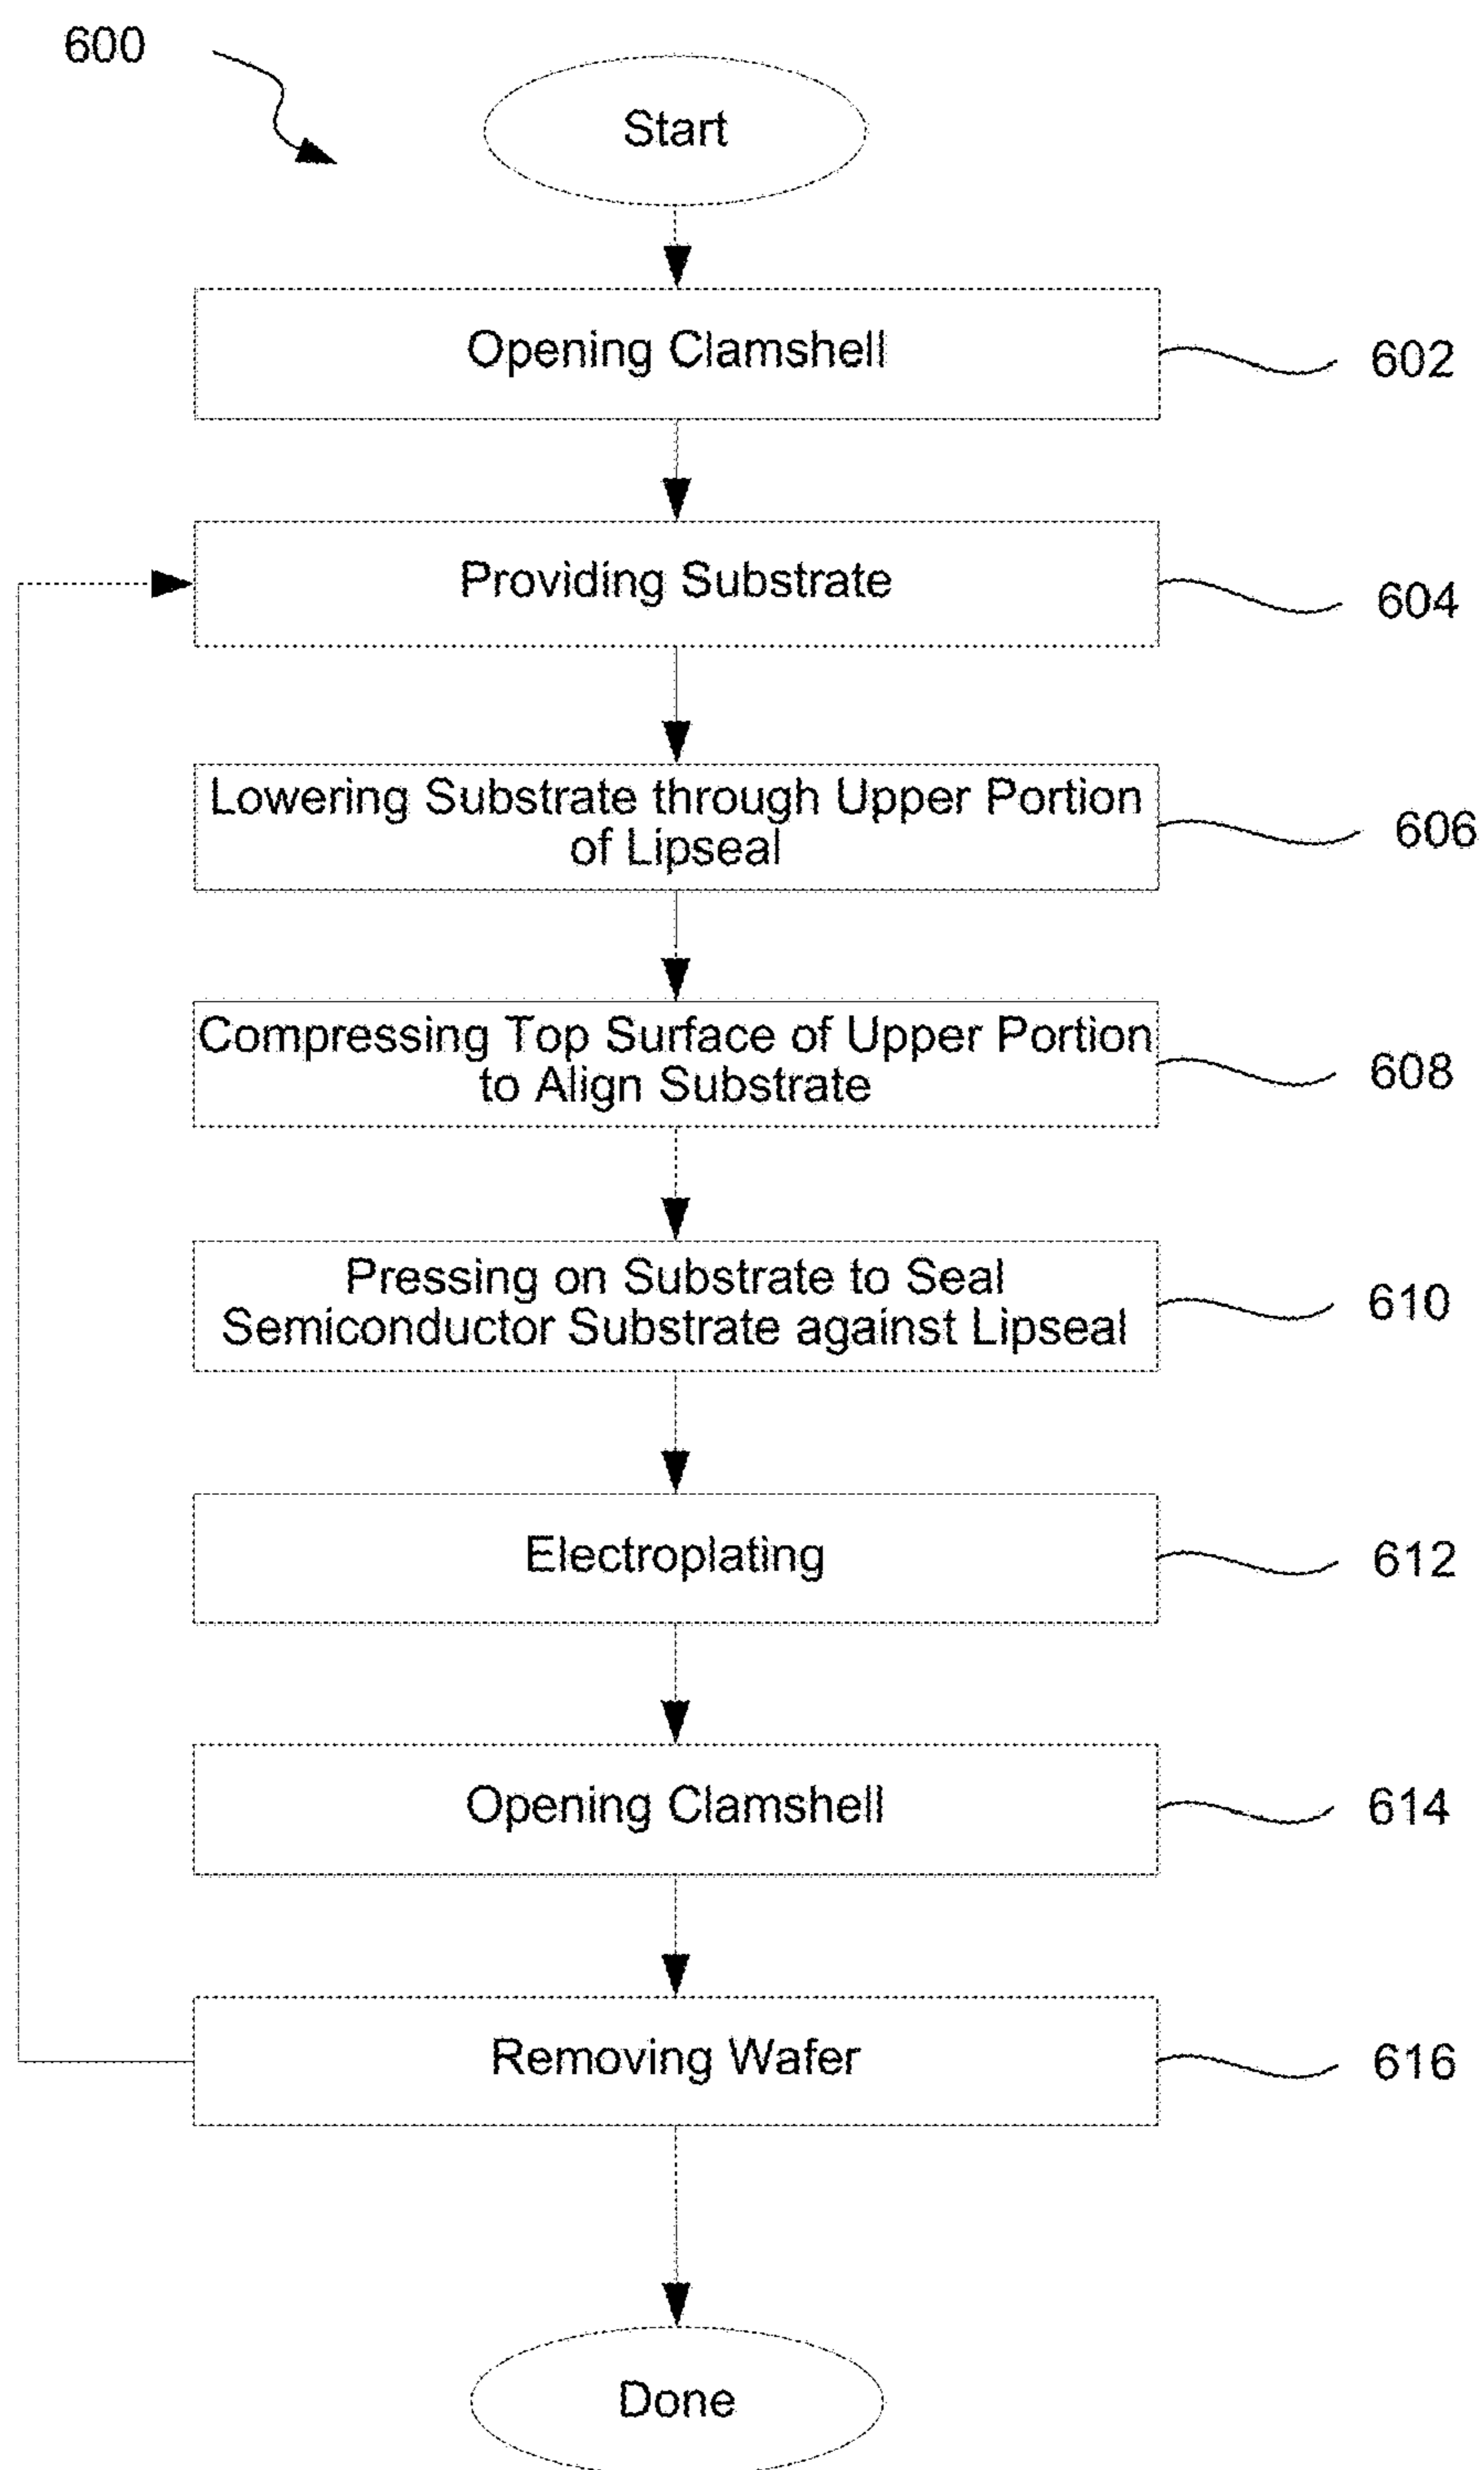 600
Start
Opening Clamshell
602
Providing Substrate
604
Lowering Substrate through Upper Portion
of Lipseal
606
Compressing Top Surface of Upper Portion
to Align Substrate
608
Pressing on Substrate to Seal
Semiconductor Substrate against Lipseal
610
Electroplating
612
Opening Clamshell
614
Removing Wafer
616
Done